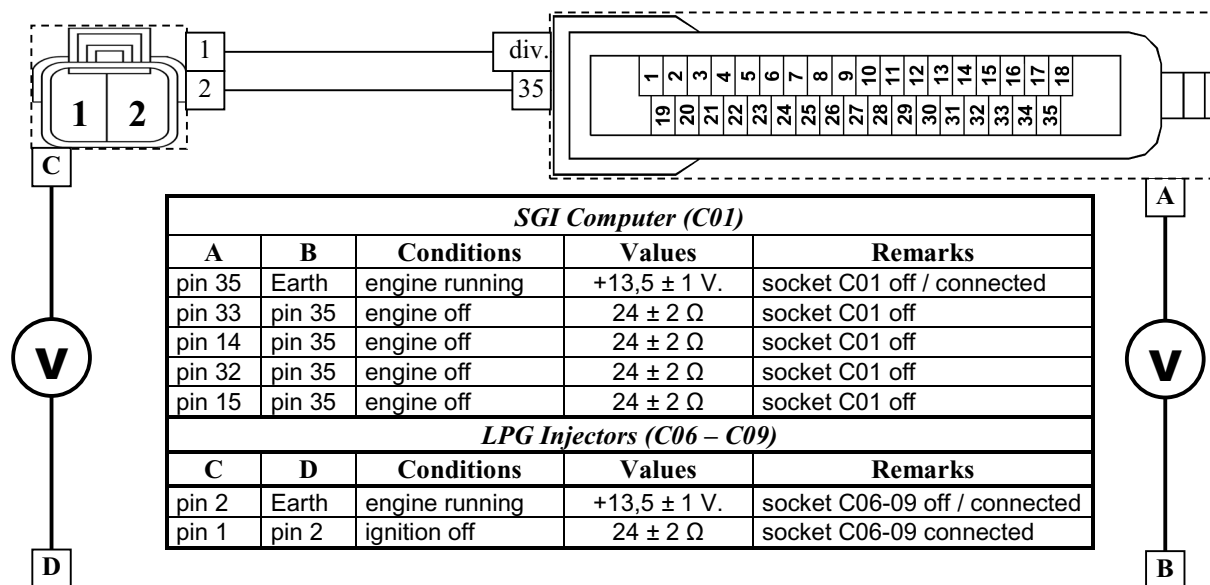 1 div.
2 35
1 2
1 2 3 4 5 6 7 8 9 10 11 12 13 14 15 16 17 18
19 20 21 22 23 24 25 26 27 28 29 30 31 32 33 34 35
C
A
SGI Computer (C01)
A B Conditions Values Remarks
pin 35 Earth engine running +13,5 ± 1 V. socket C01 off / connected
pin 33 pin 35 engine off 24 ± 2 Ω socket C01 off
pin 14 pin 35 engine off 24 ± 2 Ω socket C01 off
pin 32 pin 35 engine off 24 ± 2 Ω socket C01 off
pin 15 pin 35 engine off 24 ± 2 Ω socket C01 off
LPG Injectors (C06 – C09)
C D Conditions Values Remarks
pin 2 Earth engine running +13,5 ± 1 V. socket C06-09 off / connected
pin 1 pin 2 ignition off 24 ± 2 Ω socket C06-09 connected
V
V
D
B